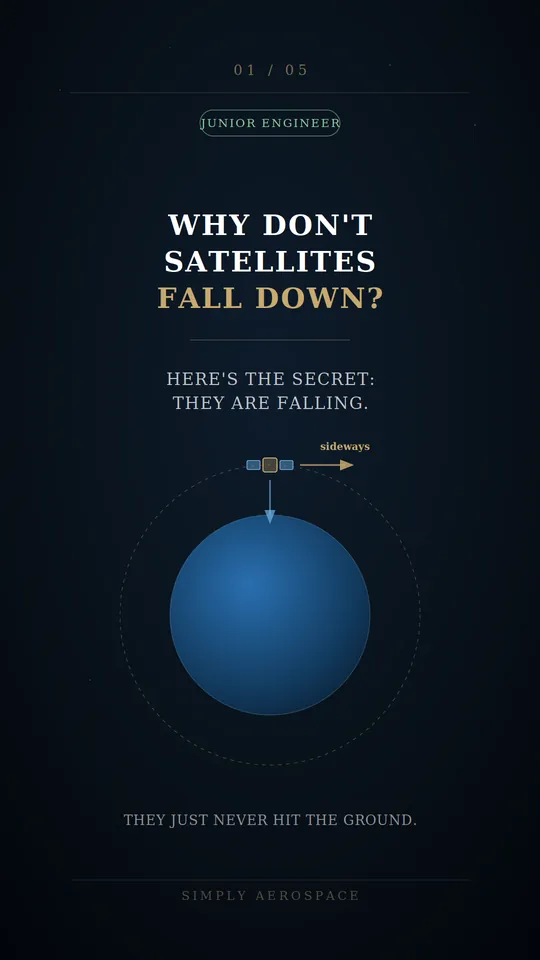 01 / 05
JUNIOR ENGINEER
WHY DON'T
SATELLITES
FALL DOWN?
HERE'S THE SECRET:
THEY ARE FALLING.
sideways
THEY JUST NEVER HIT THE GROUND.
SIMPLY AEROSPACE